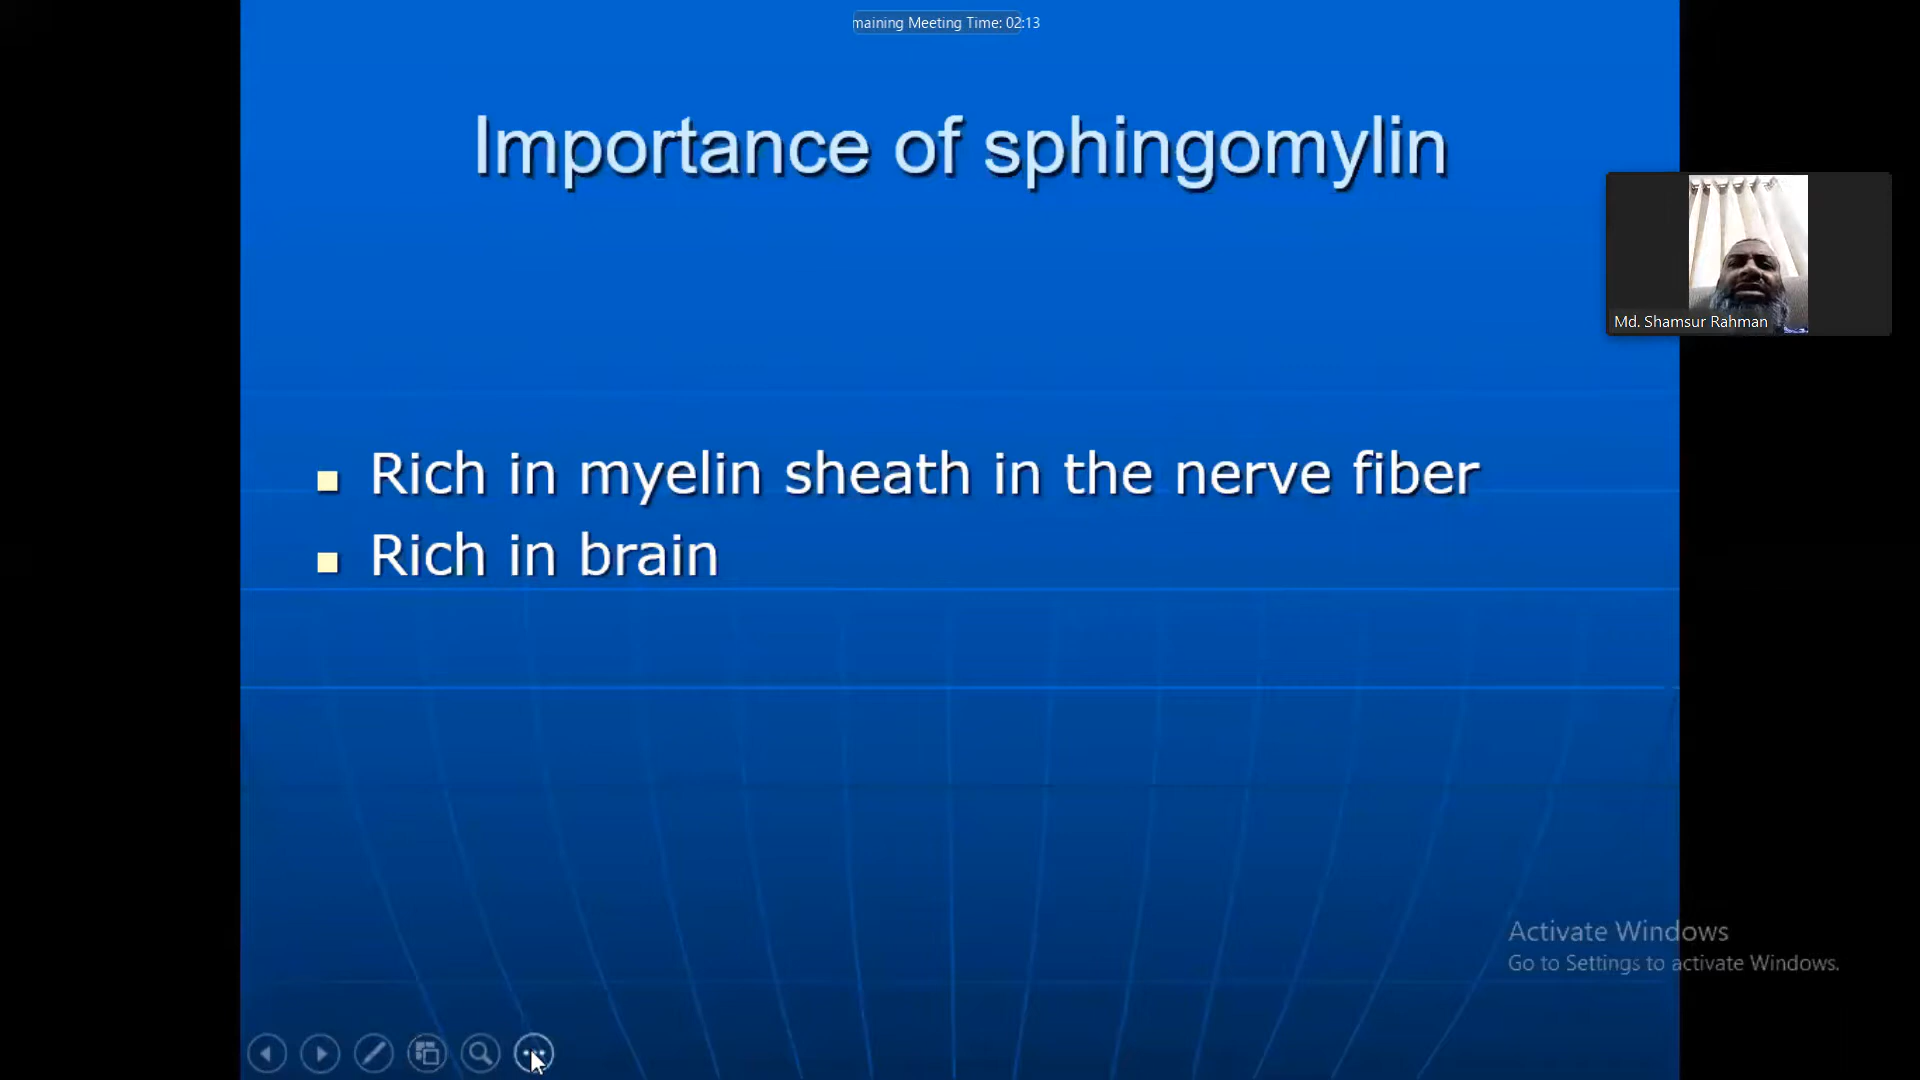 maining Meeting Time: 02:13
Importance of sphingomylin
Md. Shamsur Rahman
Rich in myelin sheath in the nerve fiber
Rich in brain
Activate Windows
Go to Settings to activate Windows.